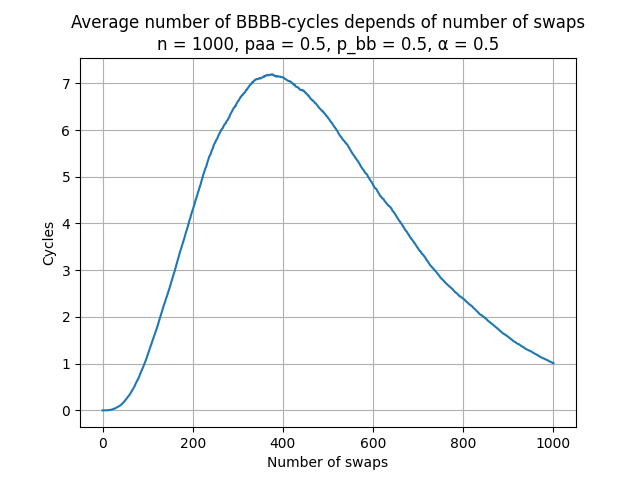 Average number of BBBB-cycles depends of number of swaps
n = 1000, paa = 0.5, p_bb = 0.5, α = 0.5
Cycles
7
6
5
4
3
2
1
0
0 200 400 600 800 1000
Number of swaps